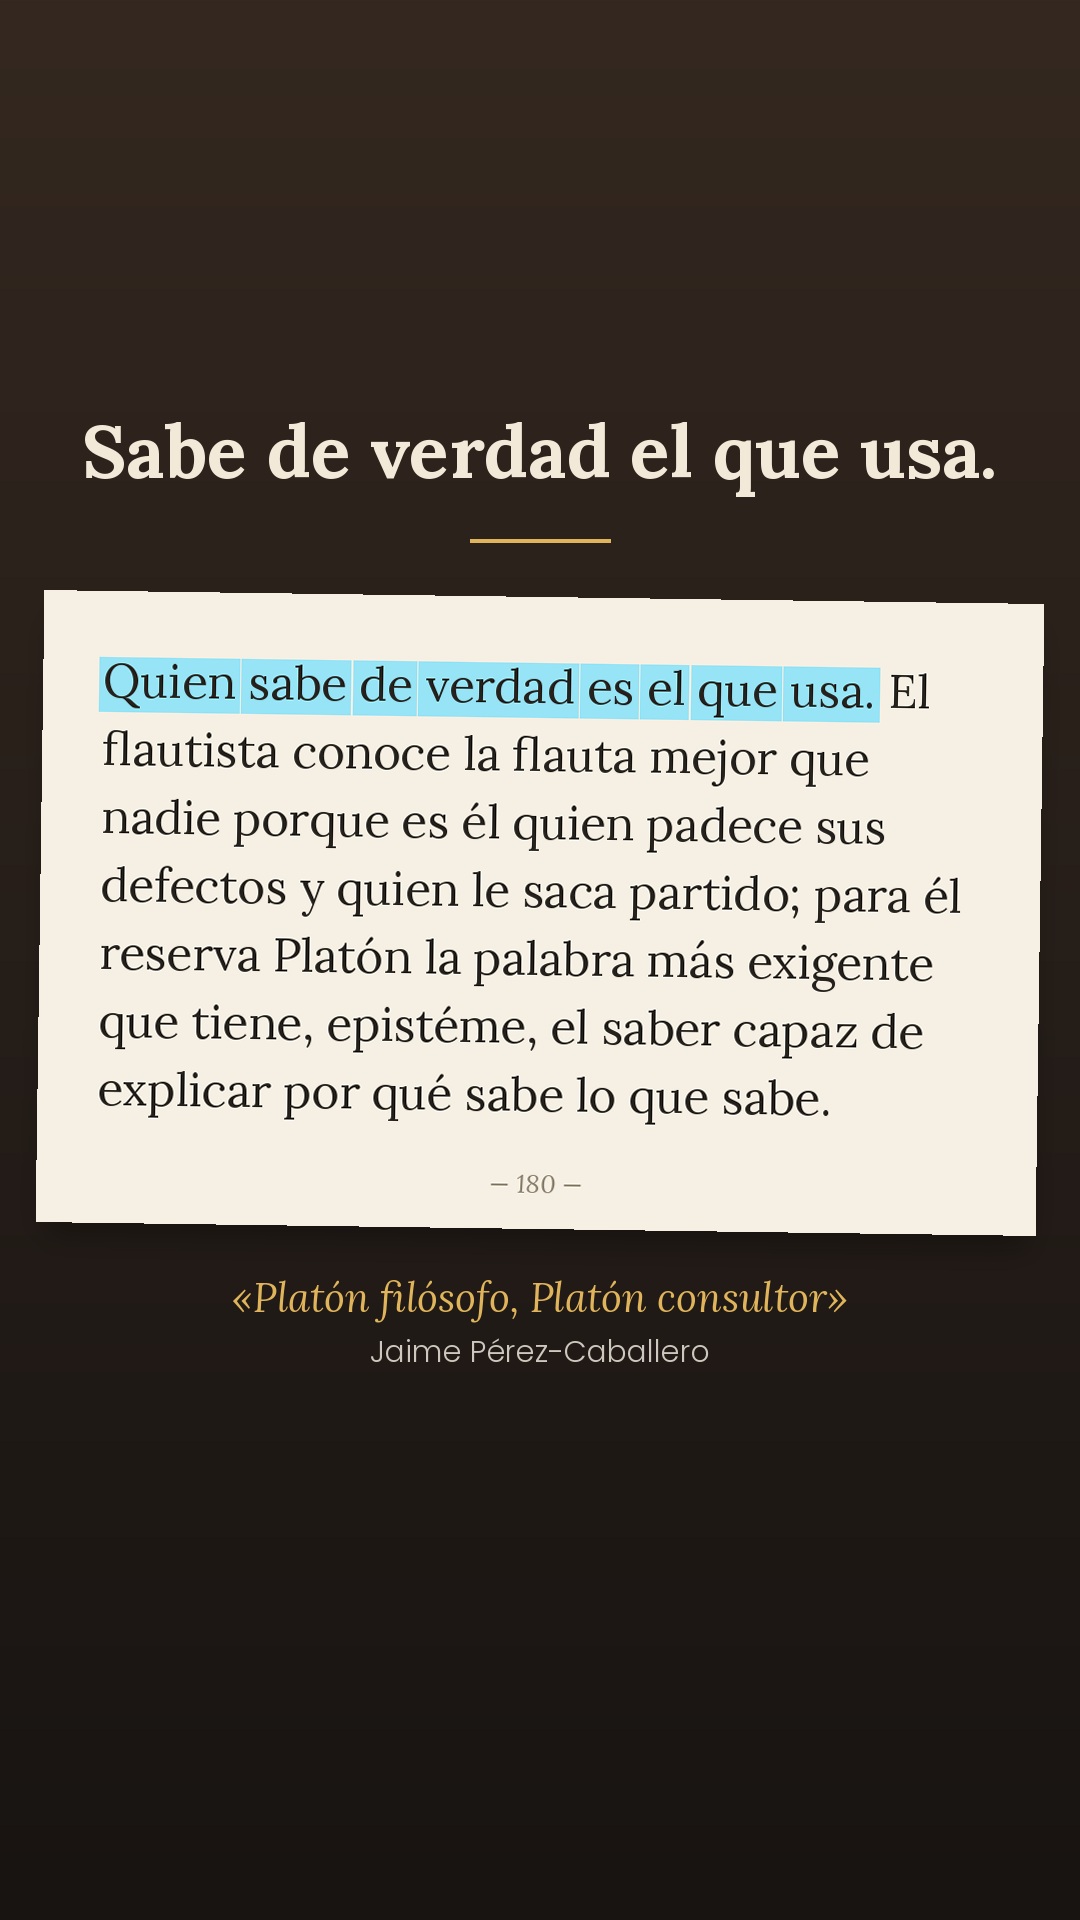 Sabe de verdad el que usa.
Quien sabe de verdad es el que usa. El
flautista conoce la flauta mejor que
nadie porque es él quien padece sus
defectos y quien le saca partido; para él
reserva Platón la palabra más exigente
que tiene, epistéme, el saber capaz de
explicar por qué sabe lo que sabe.
— 180 —
«Platón filósofo, Platón consultor»
Jaime Pérez-Caballero